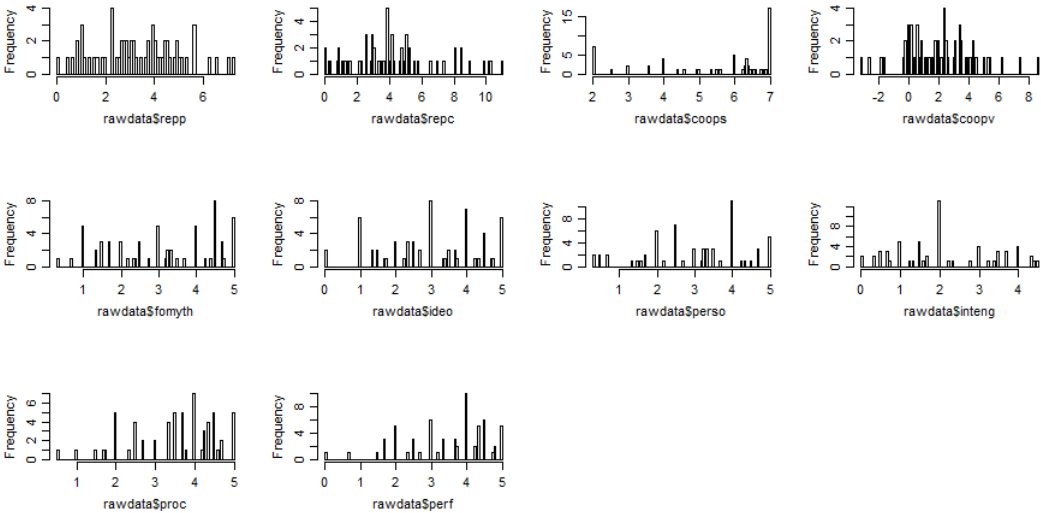 Frequency
0 2 4
0 2 4 6
rawdata$repp
Frequency
0 2 4
0 2 4 6 8 10
rawdata$repc
Frequency
0 5 15
2 3 4 5 6 7
rawdata$coops
Frequency
0 2 4
-2 0 2 4 6 8
rawdata$coopv
Frequency
0 4 8
1 2 3 4 5
rawdata$fomyth
Frequency
0 4 8
0 1 2 3 4 5
rawdata$ideo
Frequency
0 4 8
1 2 3 4 5
rawdata$perso
Frequency
0 4 8
0 1 2 3 4
rawdata$inteng
Frequency
0 2 4 6
1 2 3 4 5
rawdata$proc
Frequency
0 4 8
0 1 2 3 4 5
rawdata$perf